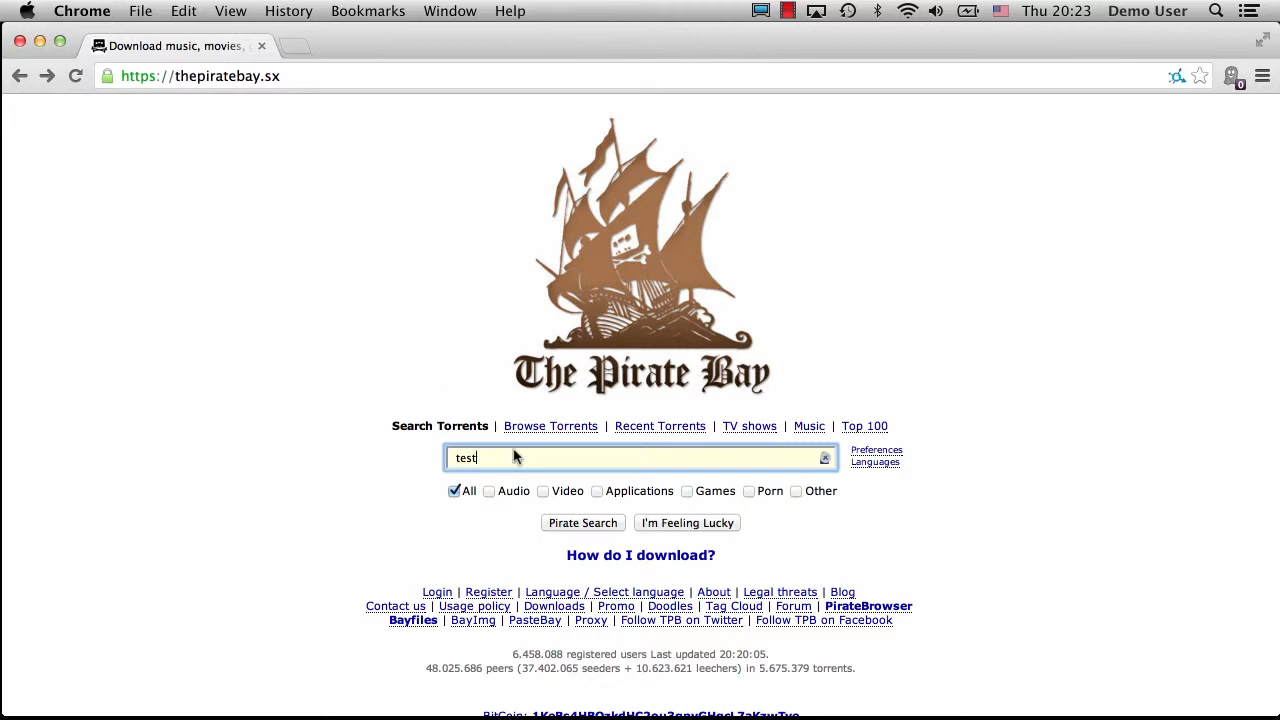 Chrome File Edit View History Bookmarks Window Help Thu 20:23 Demo User
Download music, movies,
https://thepiratebay.sx
0
The Pirate Bay
Search Torrents | Browse Torrents | Recent Torrents | TV shows | Music | Top 100
test
Preferences
Languages
All Audio Video Applications Games Porn Other
Pirate Search I'm Feeling Lucky
How do I download?
Login | Register | Language / Select language | About | Legal threats | Blog
Contact us | Usage policy | Downloads | Promo | Doodles | Tag Cloud | Forum | PirateBrowser
Bayfiles | BayImg | PasteBay | Proxy | Follow TPB on Twitter | Follow TPB on Facebook
6.458.088 registered users Last updated 20:20:05.
48.025.686 peers (37.402.065 seeders + 10.623.621 leechers) in 5.675.379 torrents.
BitCoin: